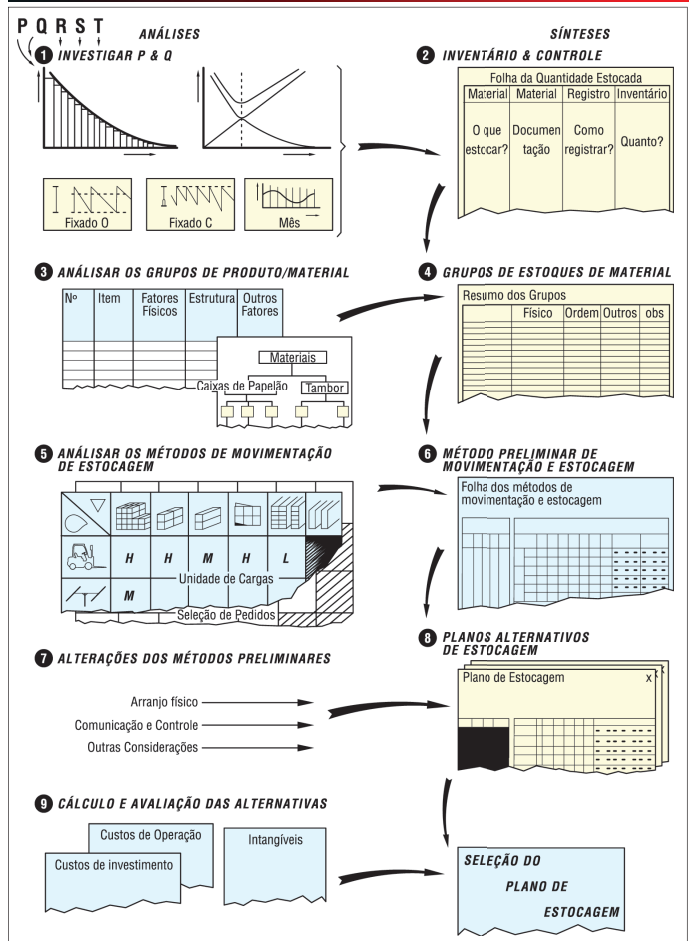 P Q R S T
ANÁLISES
SÍNTESES
1 INVESTIGAR P & Q
Fixado O
Fixado C
Mês
2 INVENTÁRIO & CONTROLE
Folha da Quantidade Estocada
Material Material Registro Inventário
O que Documen Como Quanto?
estocar? tação registrar?
3 ANÁLISAR OS GRUPOS DE PRODUTO/MATERIAL
Nº Item Fatores Estrutura Outros
Físicos Fatores
Materiais
Caixas de Papelão Tambor
4 GRUPOS DE ESTOQUES DE MATERIAL
Resumo dos Grupos
Físico Ordem Outros obs
5 ANÁLISAR OS MÉTODOS DE MOVIMENTAÇÃO
DE ESTOCAGEM
H H M H L
Unidade de Cargas
M
Seleção de Pedidos
6 MÉTODO PRELIMINAR DE
MOVIMENTAÇÃO E ESTOCAGEM
Folha dos métodos de
movimentação e estocagem
7 ALTERAÇÕES DOS MÉTODOS PRELIMINARES
Arranjo físico
Comunicação e Controle
Outras Considerações
8 PLANOS ALTERNATIVOS
DE ESTOCAGEM
Plano de Estocagem X
9 CÁLCULO E AVALIAÇÃO DAS ALTERNATIVAS
Custos de Operação
Custos de investimento
Intangíveis
SELEÇÃO DO
PLANO DE
ESTOCAGEM